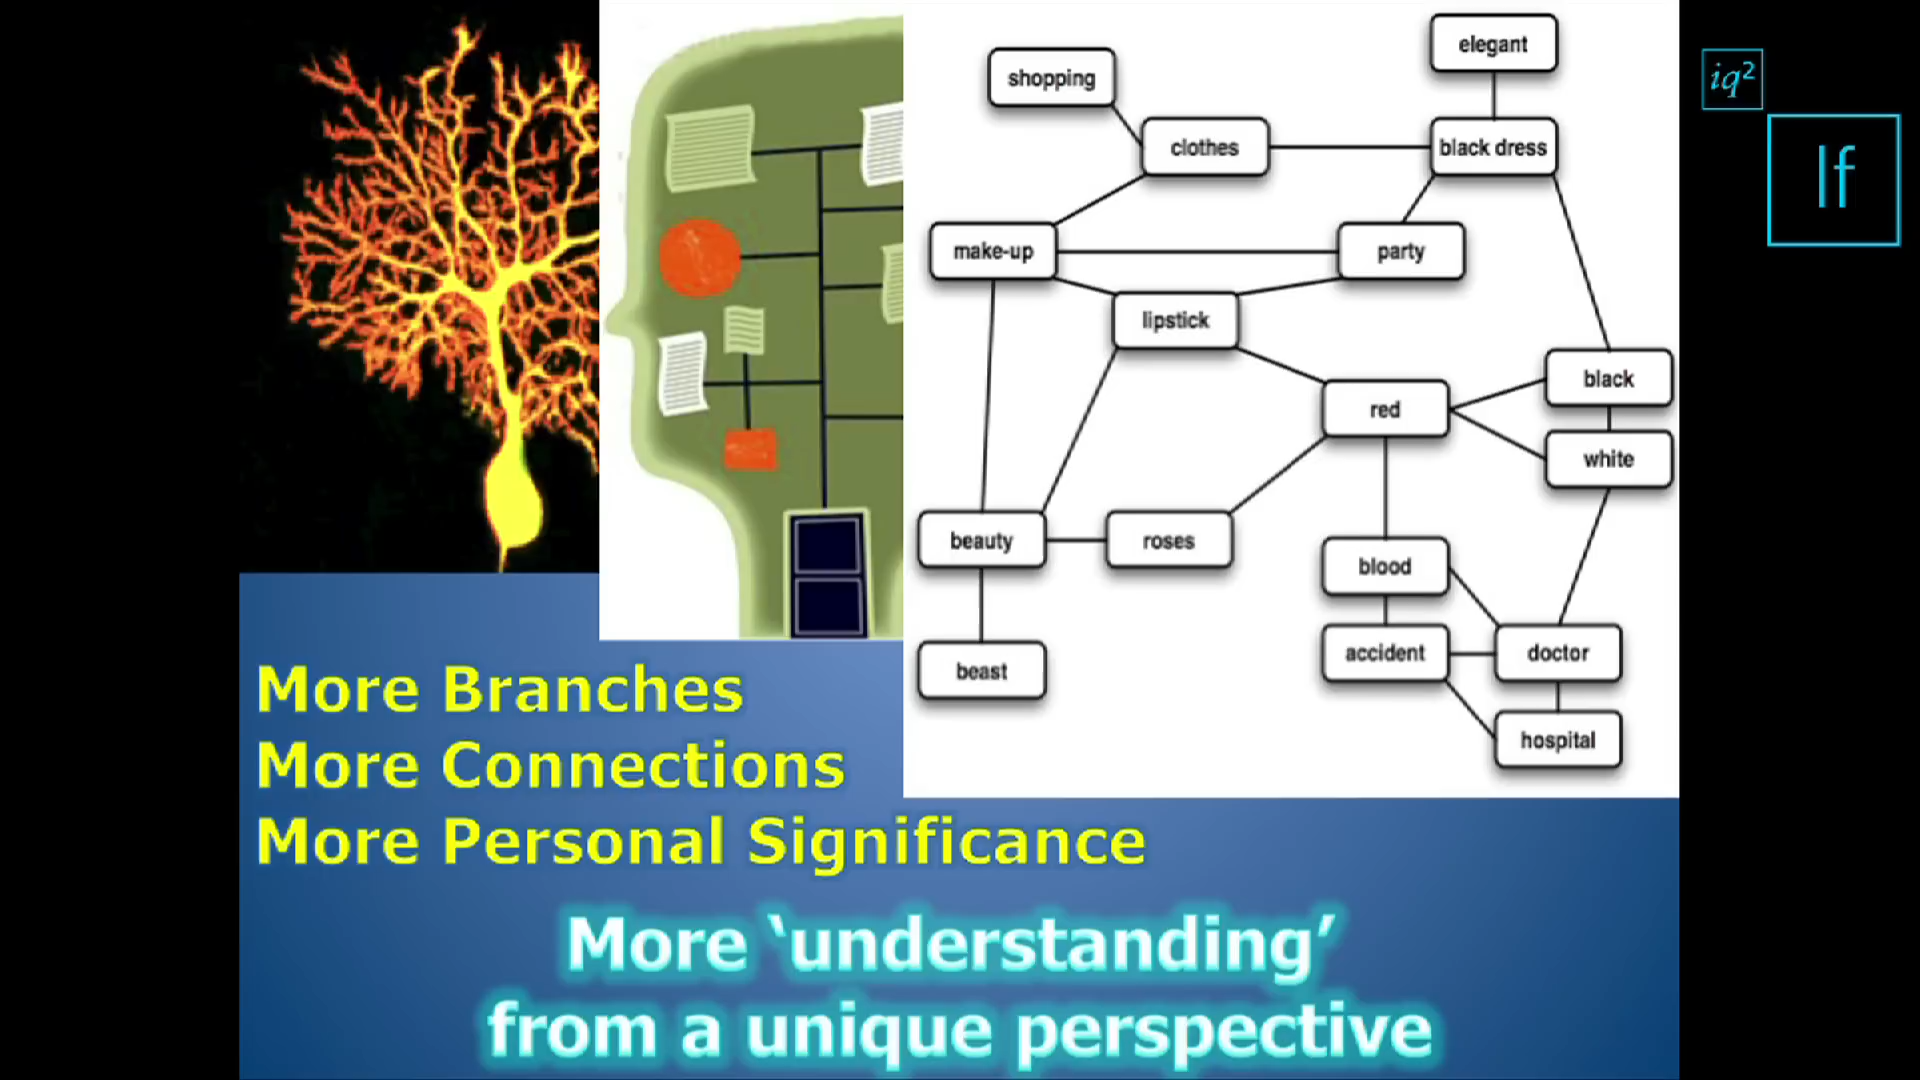 elegant
shopping
clothes
black dress
make-up
party
lipstick
black
red
white
beauty
roses
blood
accident
doctor
beast
hospital
More Branches
More Connections
More Personal Significance
More ‘understanding’
from a unique perspective
iq²
If